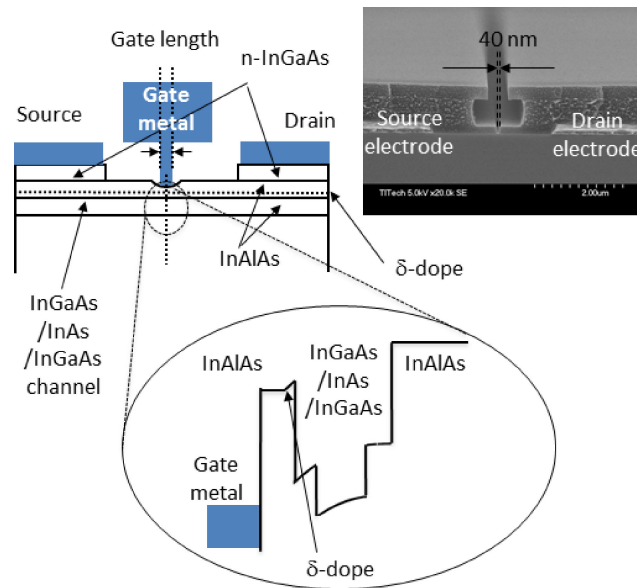 Gate length
n-InGaAs
Source
Gate
metal
Drain
InAlAs
δ-dope
InGaAs
/InAs
/InGaAs
channel
40 nm
Source
electrode
Drain
electrode
TITech 5.0kV x20.0k SE
2.00um
InAlAs
InGaAs
/InAs
/InGaAs
InAlAs
Gate
metal
δ-dope